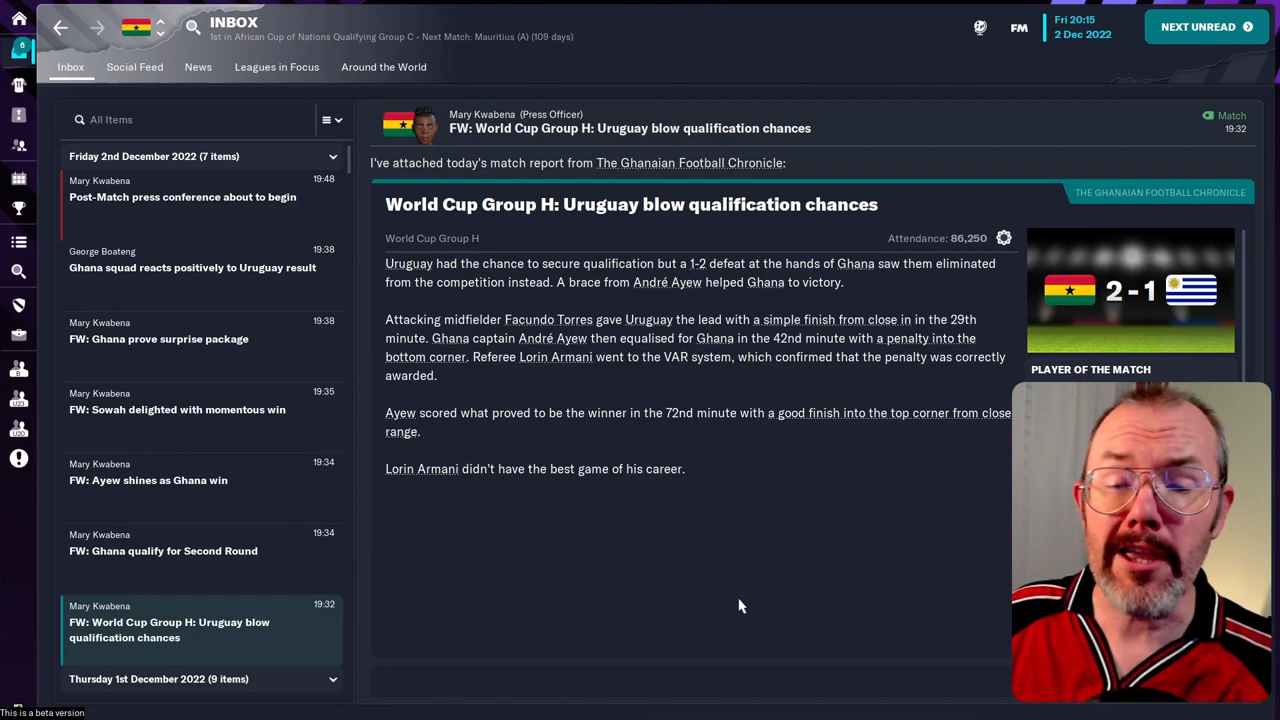 INBOX
1st in African Cup of Nations Qualifying Group C - Next Match: Mauritius (A) (109 days)
FM
Fri 20:15
2 Dec 2022
NEXT UNREAD
6
Inbox
Social Feed
News
Leagues in Focus
Around the World
11
All Items
Friday 2nd December 2022 (7 items)
Mary Kwabena
19:48
Post-Match press conference about to begin
George Boateng
19:38
Ghana squad reacts positively to Uruguay result
Mary Kwabena
19:38
FW: Ghana prove surprise package
Mary Kwabena
19:35
FW: Sowah delighted with momentous win
Mary Kwabena
19:34
FW: Ayew shines as Ghana win
Mary Kwabena
19:34
FW: Ghana qualify for Second Round
Mary Kwabena
19:32
FW: World Cup Group H: Uruguay blow
qualification chances
Thursday 1st December 2022 (9 items)
B
U23
U20
This is a beta version
Mary Kwabena (Press Officer)
FW: World Cup Group H: Uruguay blow qualification chances
Match
19:32
I've attached today's match report from The Ghanaian Football Chronicle:
THE GHANAIAN FOOTBALL CHRONICLE
World Cup Group H: Uruguay blow qualification chances
World Cup Group H
Attendance: 86,250
Uruguay had the chance to secure qualification but a 1-2 defeat at the hands of Ghana saw them eliminated
from the competition instead. A brace from André Ayew helped Ghana to victory.
Attacking midfielder Facundo Torres gave Uruguay the lead with a simple finish from close in in the 29th
minute. Ghana captain André Ayew then equalised for Ghana in the 42nd minute with a penalty into the
bottom corner. Referee Lorin Armani went to the VAR system, which confirmed that the penalty was correctly
awarded.
Ayew scored what proved to be the winner in the 72nd minute with a good finish into the top corner from close
range.
Lorin Armani didn't have the best game of his career.
2 - 1
PLAYER OF THE MATCH